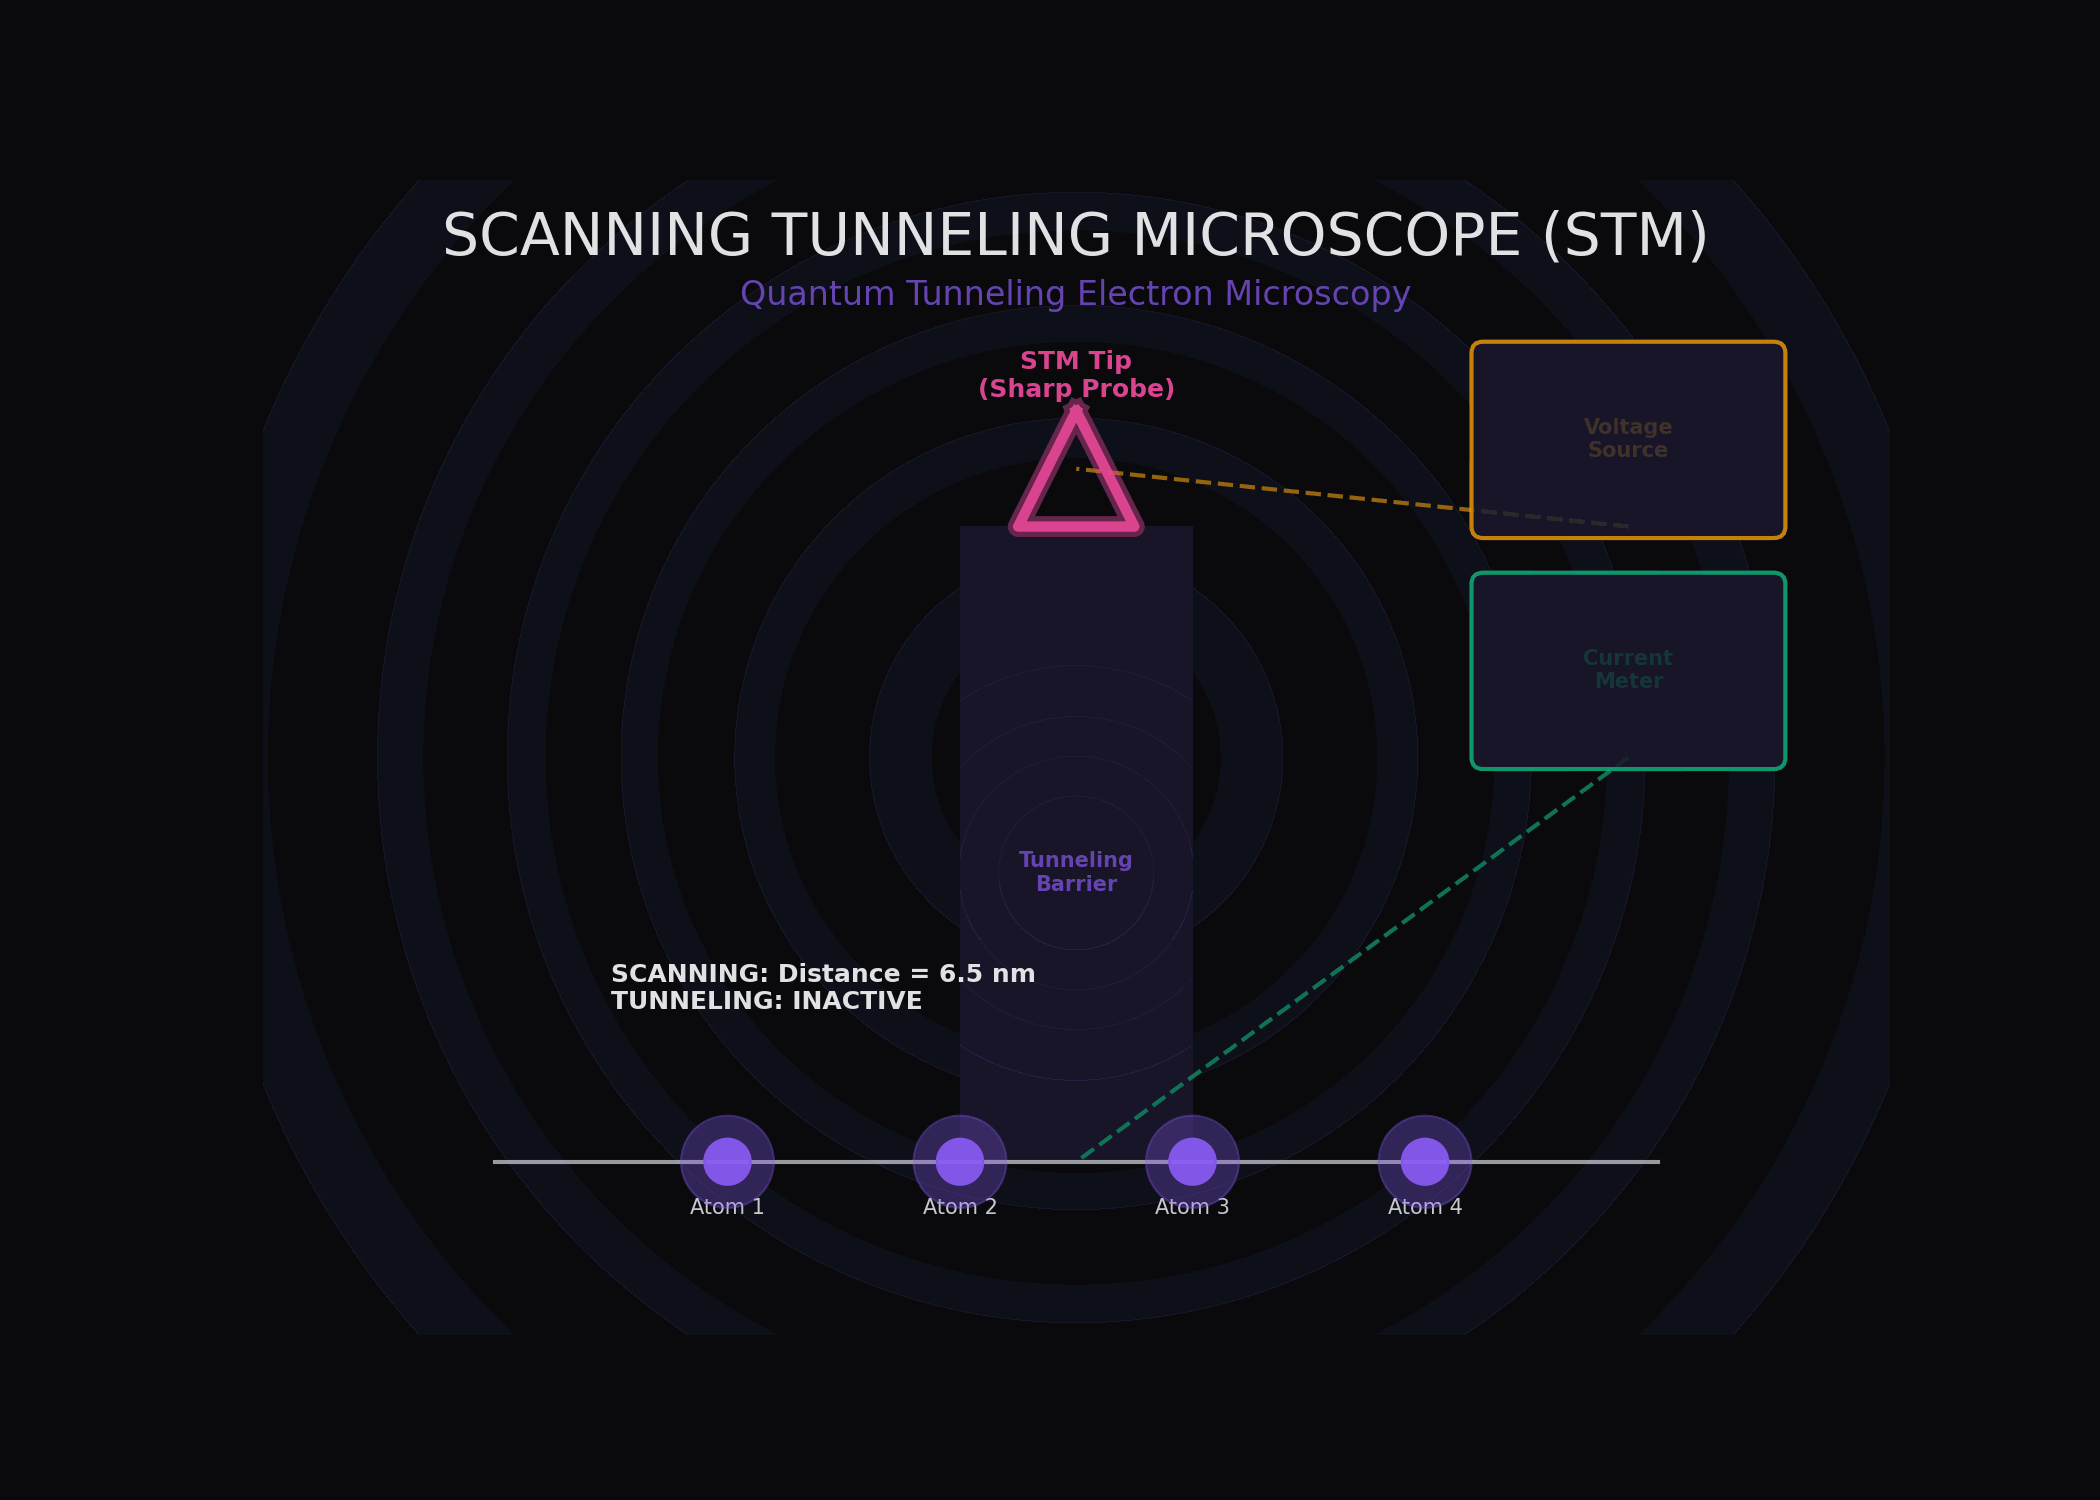 SCANNING TUNNELING MICROSCOPE (STM)
Quantum Tunneling Electron Microscopy
STM Tip
(Sharp Probe)
Voltage
Source
Current
Meter
Tunneling
Barrier
SCANNING: Distance = 6.5 nm
TUNNELING: INACTIVE
Atom 1
Atom 2
Atom 3
Atom 4